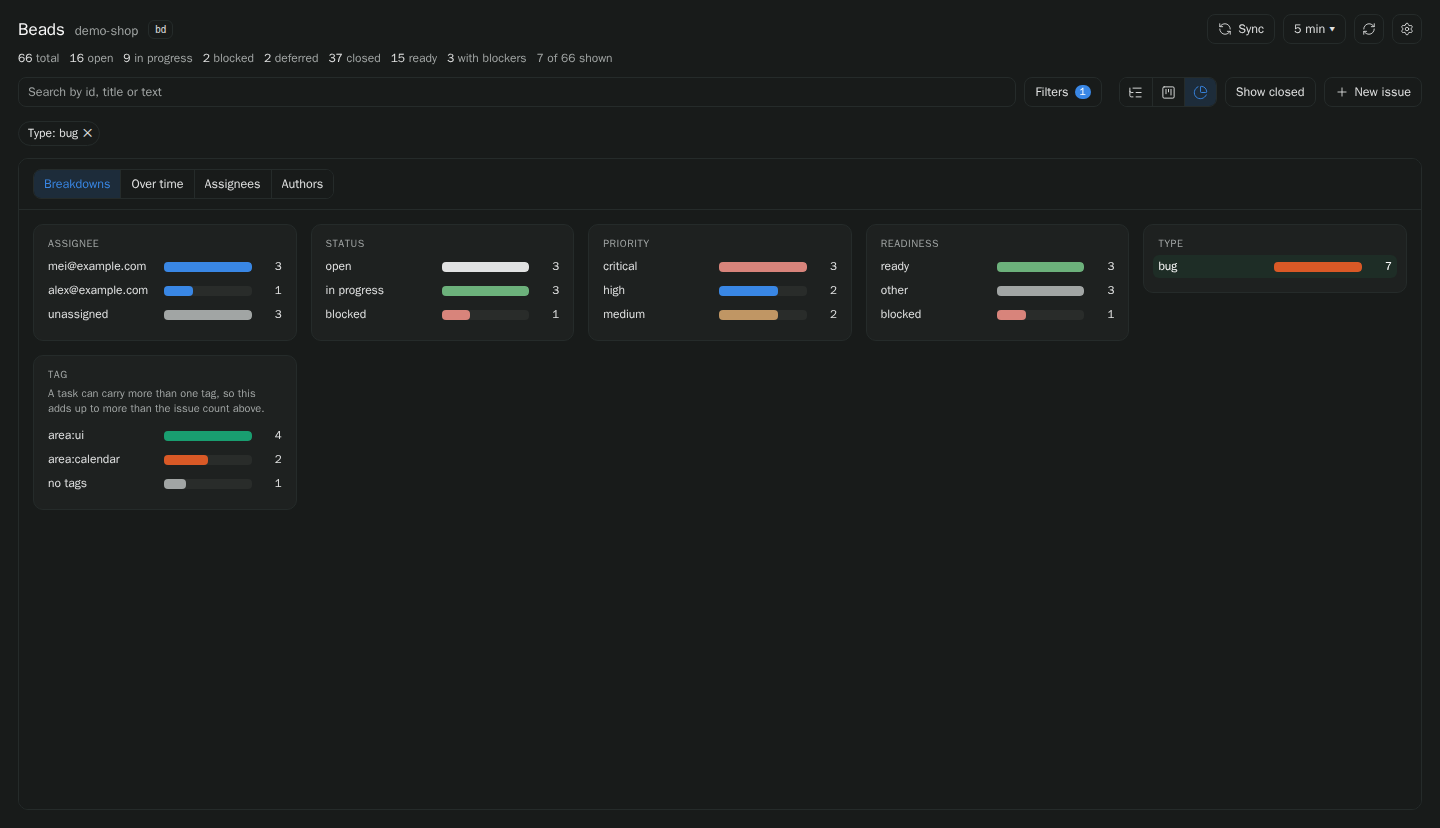 Beads demo-shop bd
Sync 5 min
66 total 16 open 9 in progress 2 blocked 2 deferred 37 closed 15 ready 3 with blockers 7 of 66 shown
Search by id, title or text
Filters 1
Show closed
New issue
Type: bug
Breakdowns Over time Assignees Authors
ASSIGNEE
mei@example.com 3
alex@example.com 1
unassigned 3
STATUS
open 3
in progress 3
blocked 1
PRIORITY
critical 3
high 2
medium 2
READINESS
ready 3
other 3
blocked 1
TYPE
bug 7
TAG
A task can carry more than one tag, so this
adds up to more than the issue count above.
area:ui 4
area:calendar 2
no tags 1